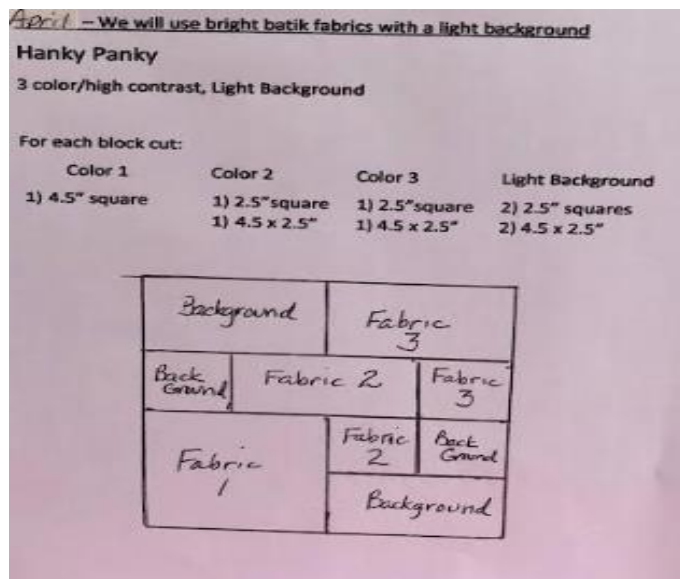 April – We will use bright batik fabrics with a light background
Hanky Panky
3 color/high contrast, Light Background
For each block cut:
Color 1 Color 2 Color 3 Light Background
1) 4.5" square 1) 2.5"square 1) 2.5"square 2) 2.5" squares
1) 4.5 x 2.5" 1) 4.5 x 2.5" 2) 4.5 x 2.5"
Background Fabric
3
Back Fabric 2 Fabric
Ground 3
Fabric Back
2 Ground
Fabric
1
Background